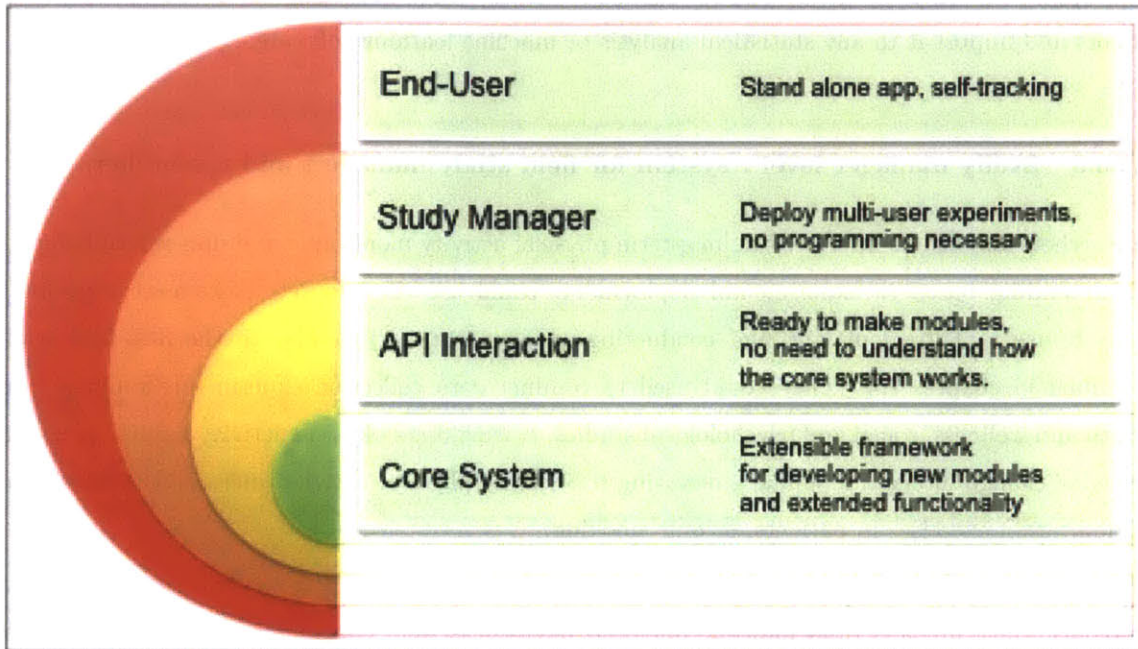 End-User
Stand alone app, self-tracking
Study Manager
Deploy multi-user experiments,
no programming necessary
API Interaction
Ready to make modules,
no need to understand how
the core system works.
Core System
Extensible framework
for developing new modules
and extended functionality